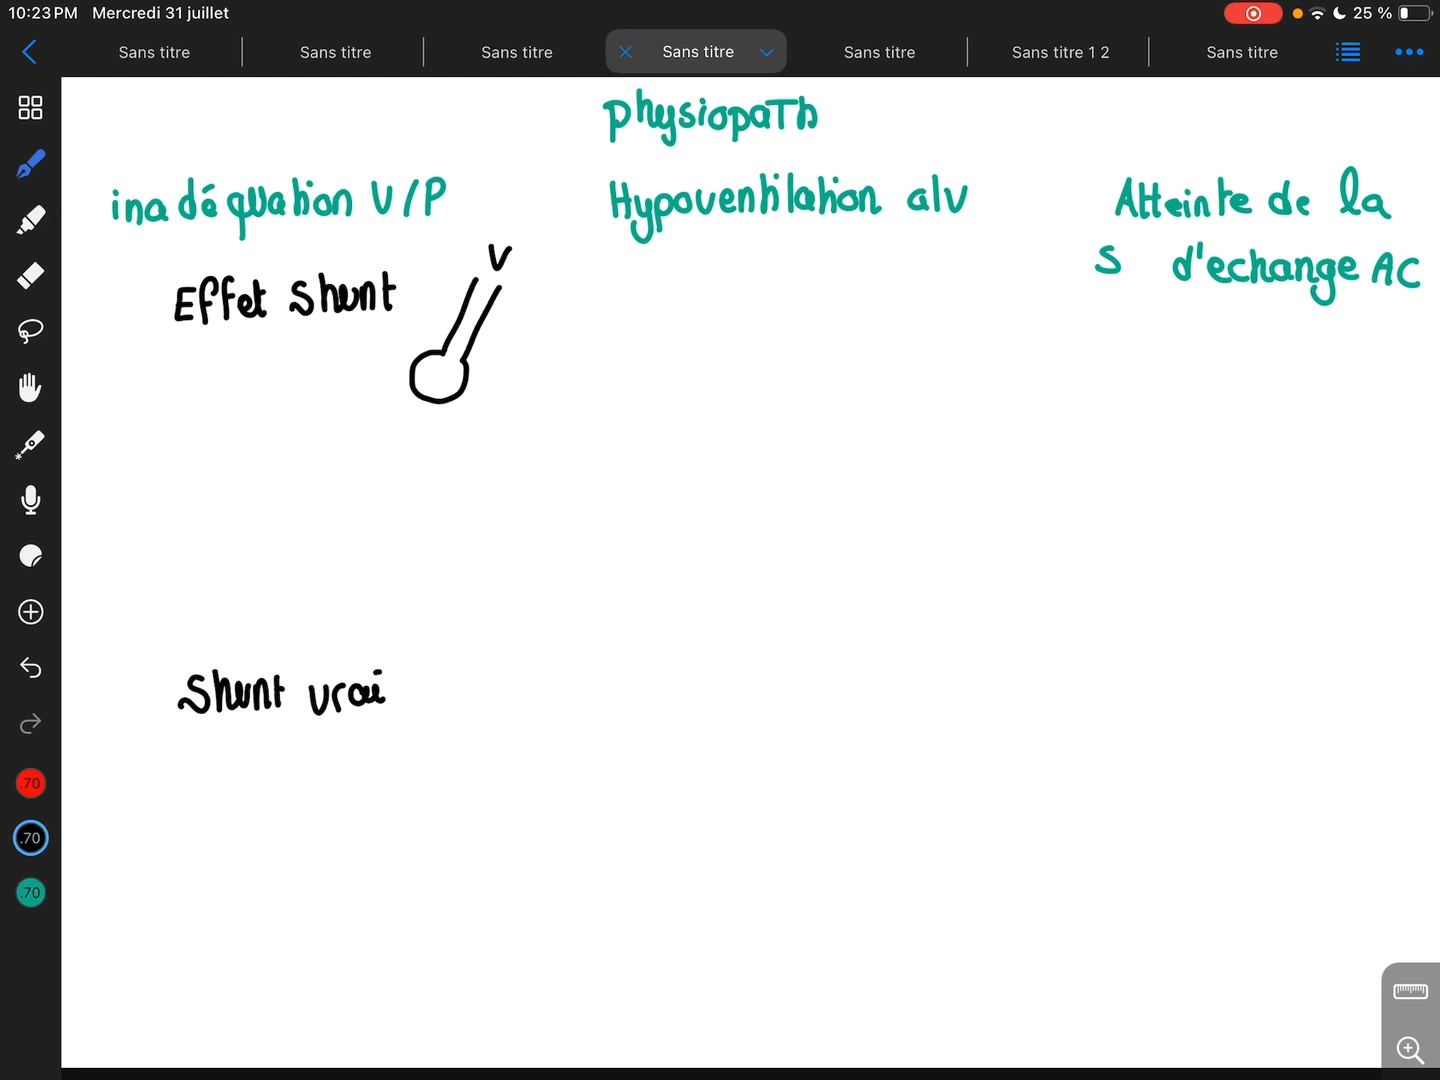 10:23 PM Mercredi 31 juillet
25 %
Sans titre
Sans titre
Sans titre
Sans titre
Sans titre
Sans titre 1 2
Sans titre
physiopath
inadéquation V/P
Hypoventilation alv
Atteinte de la
S d'echange AC
V
Effet shunt
Shunt vrai
.70
.70
.70